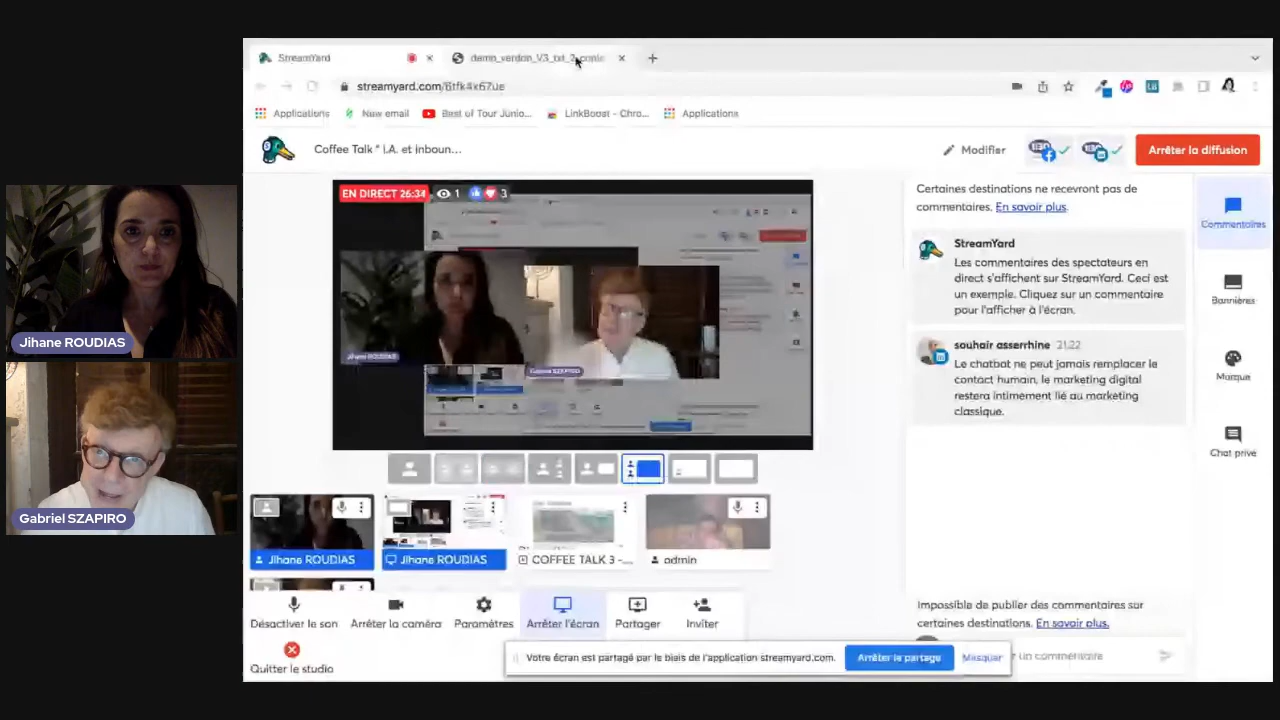 StreamYard
demo_verdon_V3_txt_2
streamyard.com/
Applications
New email
Best of Tour Junio...
LinkBoost - Chro...
Applications
Coffee Talk " I.A. et inboun...
Modifier
Arrêter la diffusion
EN DIRECT 26:34
1
3
Certaines destinations ne recevront pas de
commentaires. En savoir plus.
Commentaires
StreamYard
Les commentaires des spectateurs en
direct s'affichent sur StreamYard. Ceci est
un exemple. Cliquez sur un commentaire
pour l'afficher à l'écran.
Bannières
souhair asserrhine 21:22
Le chatbot ne peut jamais remplacer le
contact humain, le marketing digital
restera intimement lié au marketing
classique.
Marque
Chat privé
Jihane ROUDIAS
Gabriel SZAPIRO
Jihane ROUDIAS
Gabriel SZAPIRO
Jihane ROUDIAS
Jihane ROUDIAS
COFFEE TALK 3 -...
admin
Désactiver le son
Arrêter la caméra
Paramètres
Arrêter l'écran
Partager
Inviter
Quitter le studio
Impossible de publier des commentaires sur
certaines destinations. En savoir plus.
un commentaire
Votre écran est partagé par le biais de l'application streamyard.com.
Arrêter le partage
Masquer